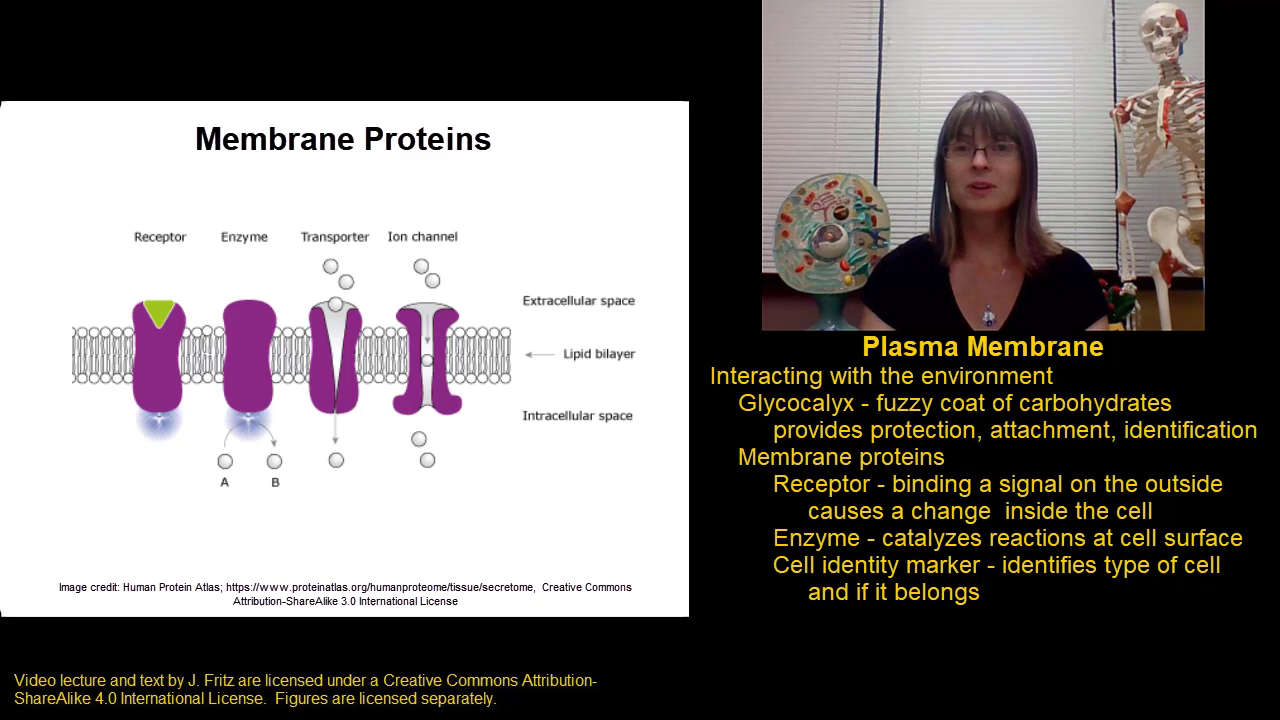 Membrane Proteins
Receptor Enzyme Transporter Ion channel
Extracellular space
Lipid bilayer
Intracellular space
A B
Image credit: Human Protein Atlas; https://www.proteinatlas.org/humanproteome/tissue/secretome, Creative Commons
Attribution-ShareAlike 3.0 International License
Plasma Membrane
Interacting with the environment
Glycocalyx - fuzzy coat of carbohydrates
provides protection, attachment, identification
Membrane proteins
Receptor - binding a signal on the outside
causes a change inside the cell
Enzyme - catalyzes reactions at cell surface
Cell identity marker - identifies type of cell
and if it belongs
Video lecture and text by J. Fritz are licensed under a Creative Commons Attribution-
ShareAlike 4.0 International License. Figures are licensed separately.